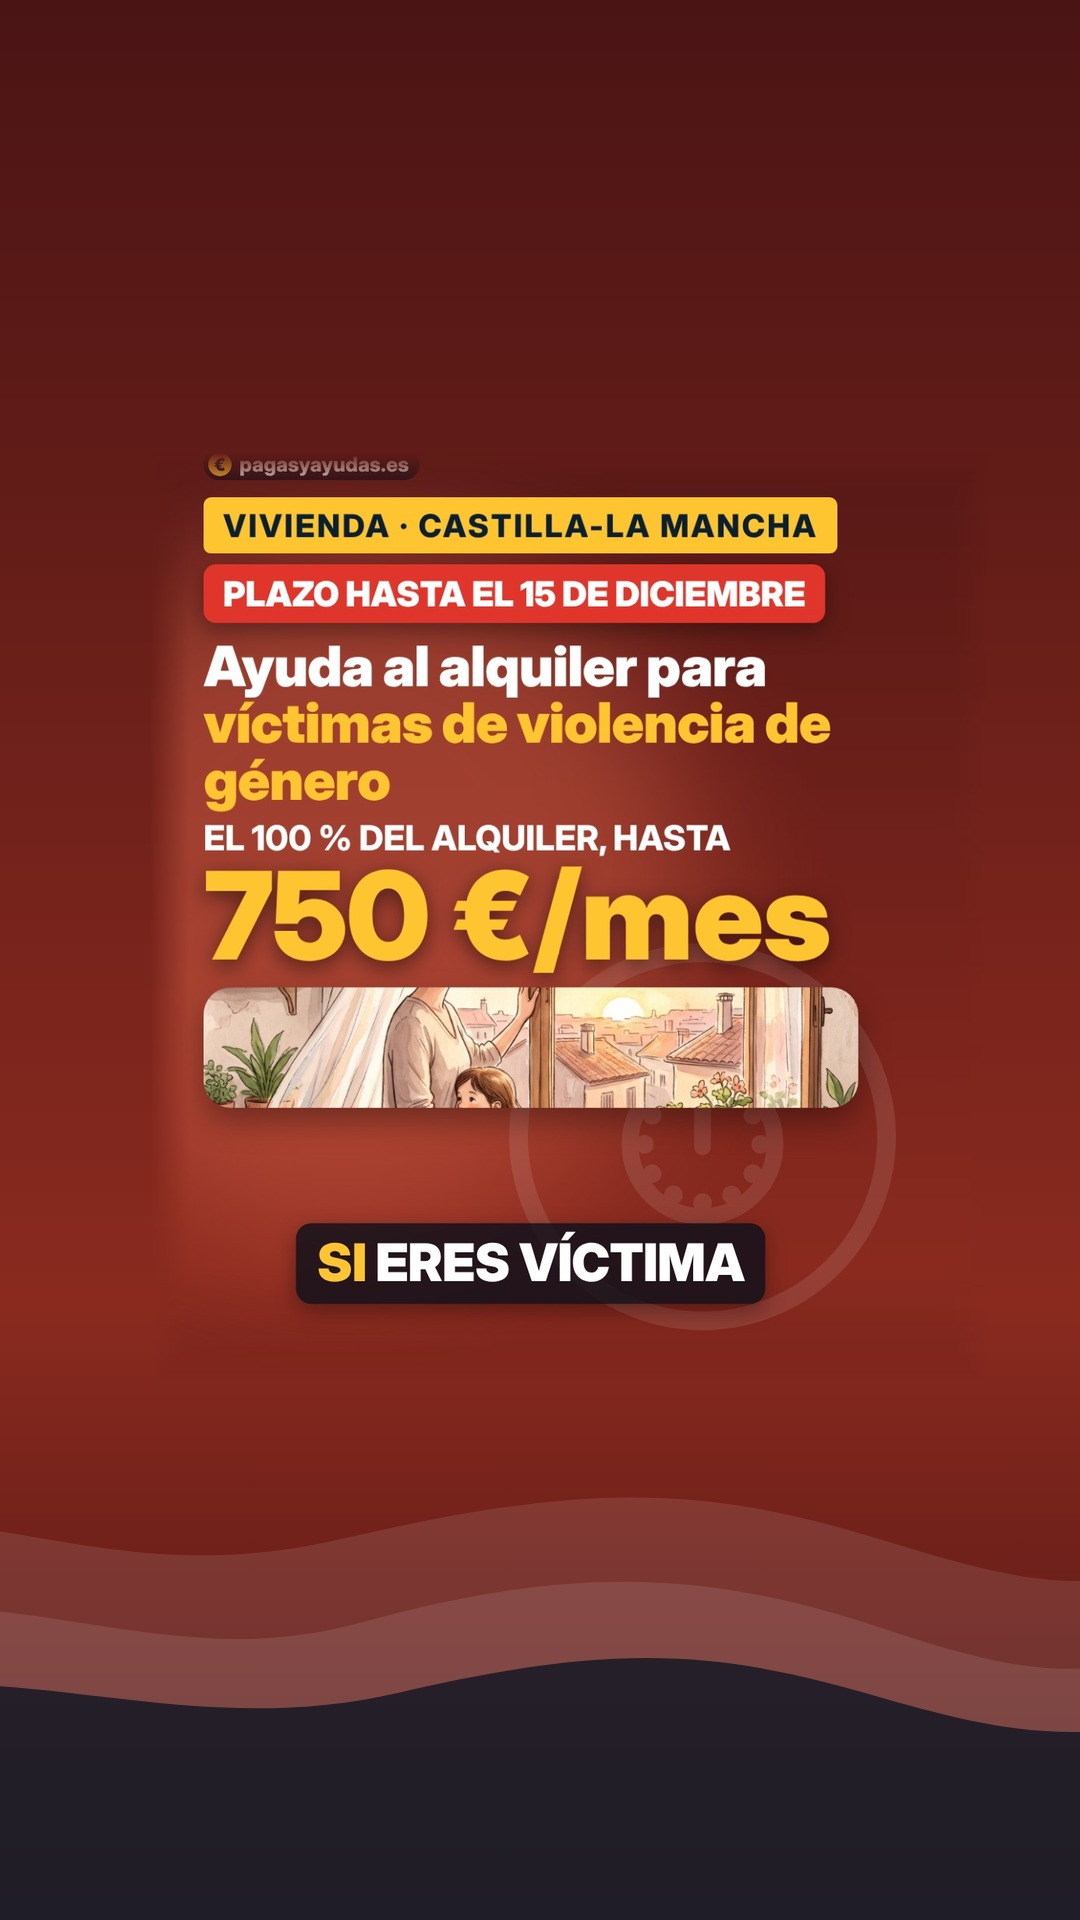 € pagasyayudas.es
VIVIENDA · CASTILLA-LA MANCHA
PLAZO HASTA EL 15 DE DICIEMBRE
Ayuda al alquiler para
víctimas de violencia de
género
EL 100 % DEL ALQUILER, HASTA
750 €/mes
SI ERES VÍCTIMA